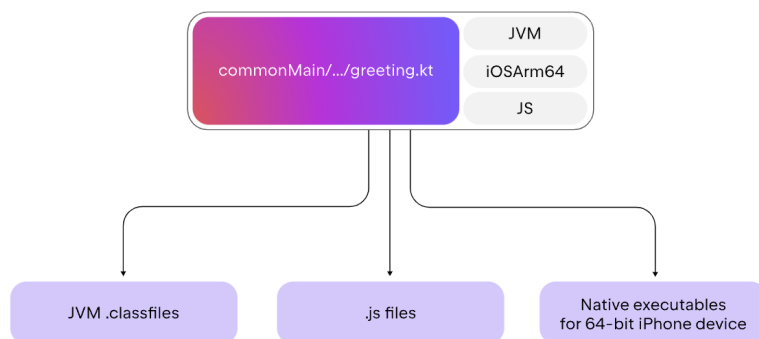 commonMain/.../greeting.kt
JVM
iOSArm64
JS
JVM .classfiles
.js files
Native executables
for 64-bit iPhone device